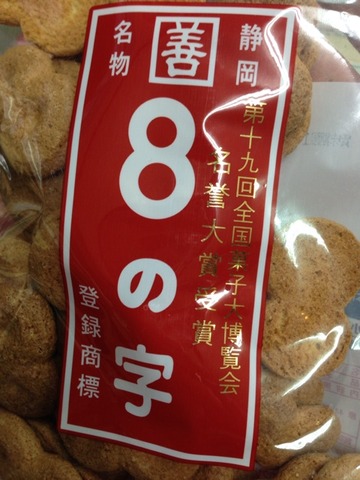 静岡
善
名物
第十九回全国菓子大博覧会
名誉大賞受賞
8の字
登録商標